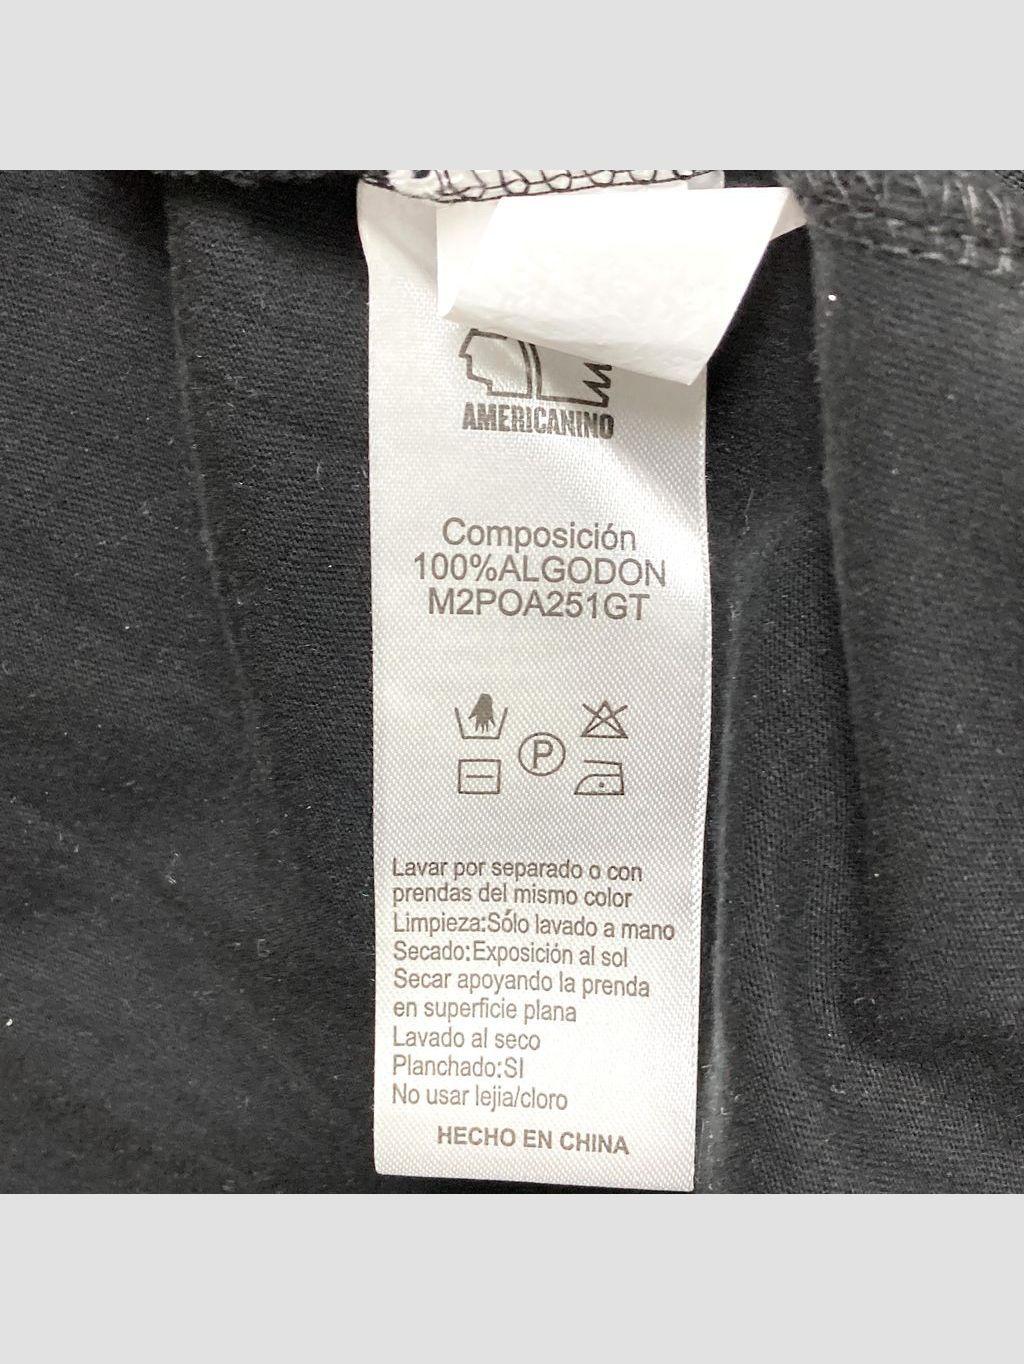 AMERICANINO
Composición
100%ALGODON
M2POA251GT
P
Lavar por separado o con
prendas del mismo color
Limpieza:Sólo lavado a mano
Secado:Exposición al sol
Secar apoyando la prenda
en superficie plana
Lavado al seco
Planchado:SI
No usar lejia/cloro
HECHO EN CHINA